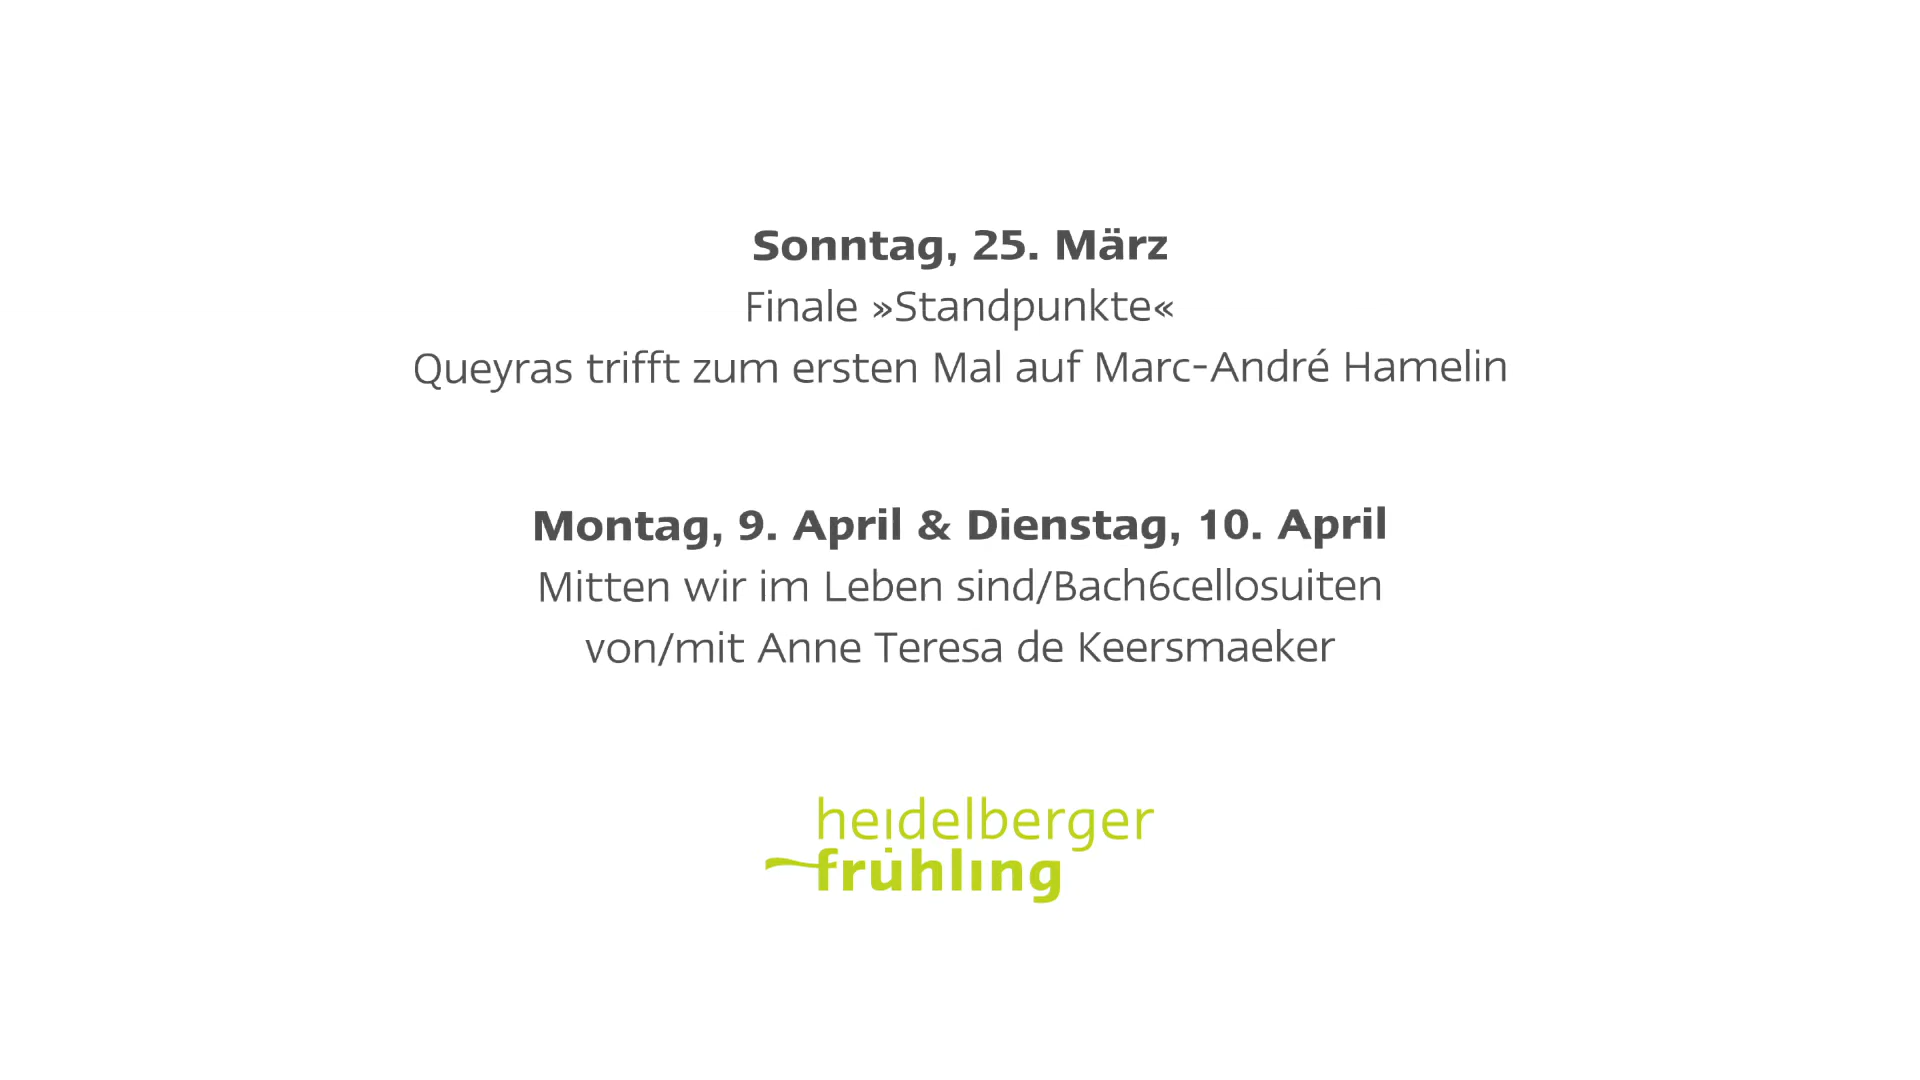 Sonntag, 25. März
Finale »Standpunkte«
Queyras trifft zum ersten Mal auf Marc-André Hamelin
Montag, 9. April & Dienstag, 10. April
Mitten wir im Leben sind/Bach6cellosuiten
von/mit Anne Teresa de Keersmaeker
heidelberger
frühling